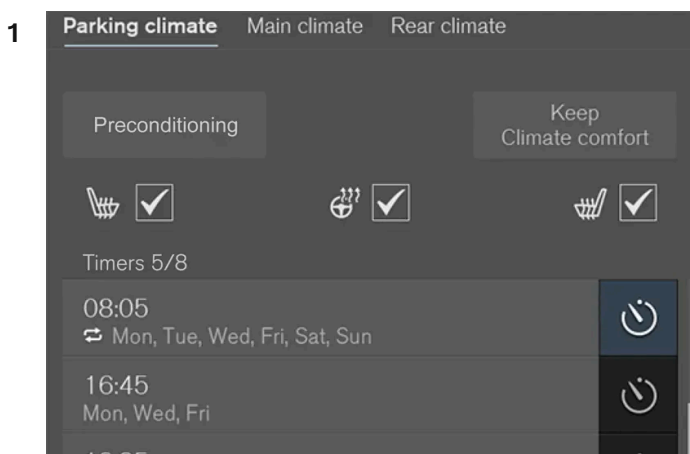 1
Parking climate Main climate Rear climate
Preconditioning
Keep
Climate comfort
Timers 5/8
08:05
Mon, Tue, Wed, Fri, Sat, Sun
16:45
Mon, Wed, Fri